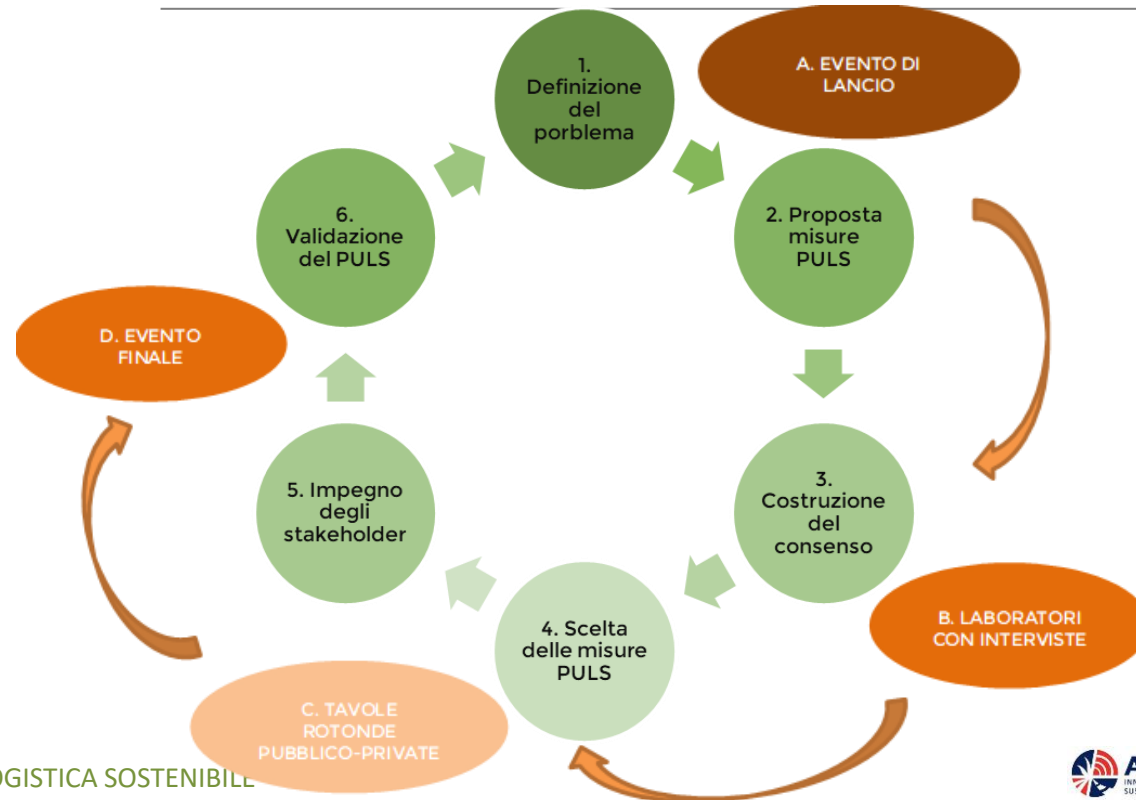 1.
Definizione
del
porblema
A. EVENTO DI
LANCIO
2. Proposta
misure
PULS
3.
Costruzione
del
consenso
B. LABORATORI
CON INTERVISTE
4. Scelta
delle misure
PULS
C. TAVOLE
ROTONDE
PUBBLICO-PRIVATE
5. Impegno
degli
stakeholder
D. EVENTO
FINALE
6.
Validazione
del PULS
OGISTICA SOSTENIBILE